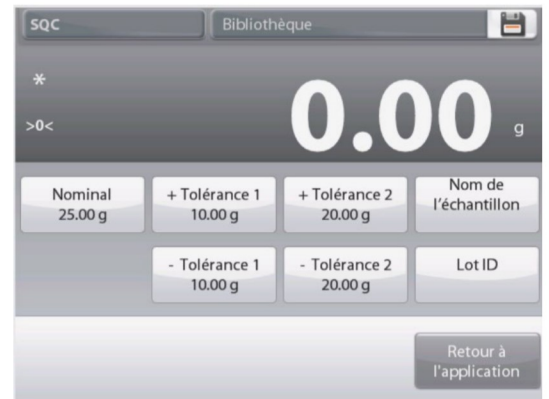 SQC
Bibliothèque
*
>0<
0.00 g
Nominal
25.00 g
+ Tolérance 1
10.00 g
+ Tolérance 2
20.00 g
Nom de
l'échantillon
- Tolérance 1
10.00 g
- Tolérance 2
20.00 g
Lot ID
Retour à
l'application